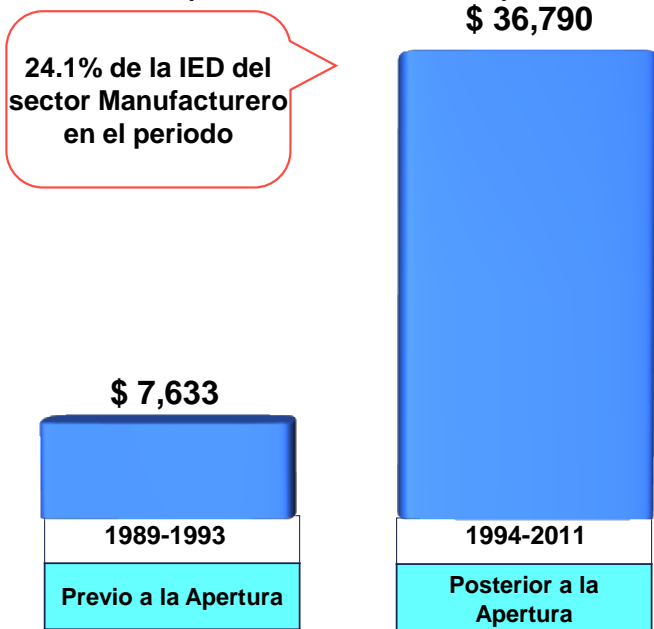 $ 36,790
24.1% de la IED del
sector Manufacturero
en el periodo
$ 7,633
1989-1993
1994-2011
Previo a la Apertura
Posterior a la
Apertura